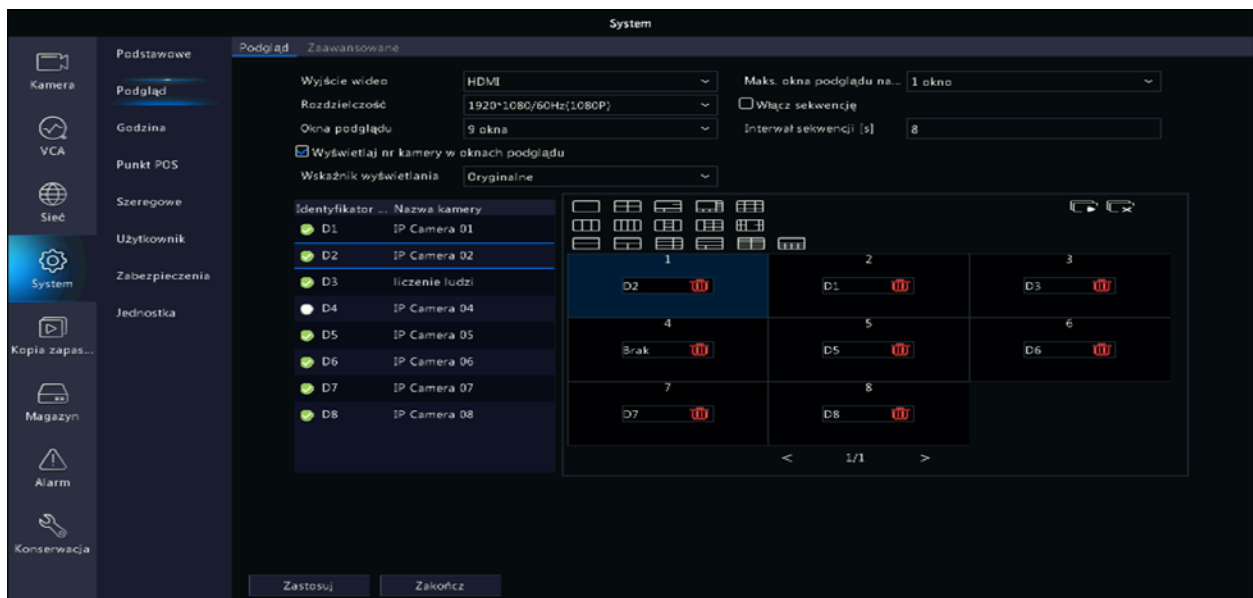 System
Kamera
VCA
Sieć
System
Kopia zapas...
Magazyn
Alarm
Konserwacja
Podstawowe
Podgląd
Godzina
Punkt POS
Szeregowe
Użytkownik
Zabezpieczenia
Jednostka
Podgląd Zaawansowane
Wyjście wideo HDMI Maks. okna podglądu na... 1 okno
Rozdzielczość 1920*1080/60Hz(1080P) Włącz sekwencję
Okna podglądu 9 okna Interwał sekwencji [s] 8
Wyświetlaj nr kamery w oknach podglądu
Wskaźnik wyświetlania Oryginalne
Identyfikator ... Nazwa kamery
D1 IP Camera 01
D2 IP Camera 02
D3 liczenie ludzi
D4 IP Camera 04
D5 IP Camera 05
D6 IP Camera 06
D7 IP Camera 07
D8 IP Camera 08
1 2 3
D2 D1 D3
4 5 6
Brak D5 D6
7 8
D7 D8
< 1/1 >
Zastosuj Zakończ